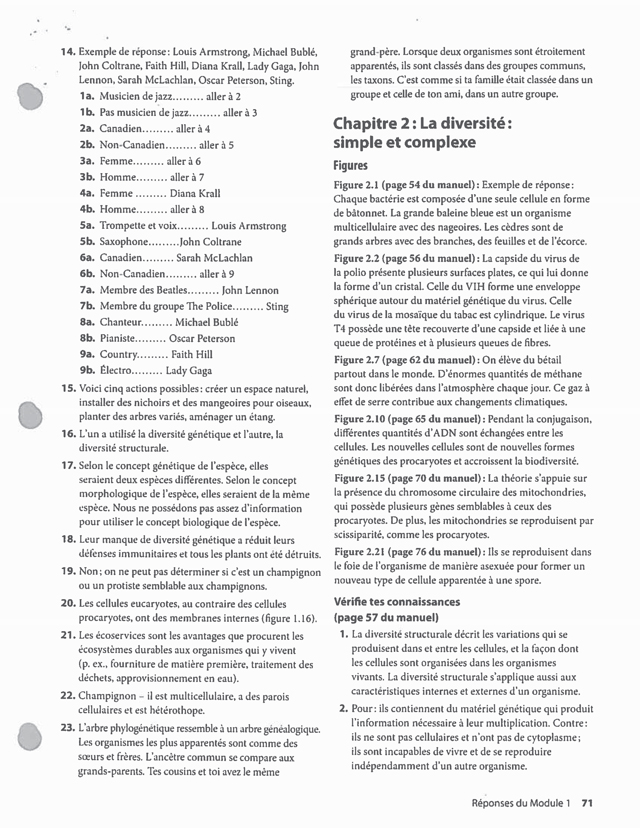 14. Exemple de réponse : Louis Armstrong, Michael Bublé,
John Coltrane, Faith Hill, Diana Krall, Lady Gaga, John
Lennon, Sarah McLachlan, Oscar Peterson, Sting.
1a. Musicien de jazz......... aller à 2
1b. Pas musicien de jazz......... aller à 3
2a. Canadien......... aller à 4
2b. Non-Canadien......... aller à 5
3a. Femme......... aller à 6
3b. Homme......... aller à 7
4a. Femme ......... Diana Krall
4b. Homme......... aller à 8
5a. Trompette et voix......... Louis Armstrong
5b. Saxophone.........John Coltrane
6a. Canadien......... Sarah McLachlan
6b. Non-Canadien......... aller à 9
7a. Membre des Beatles......... John Lennon
7b. Membre du groupe The Police......... Sting
8a. Chanteur......... Michael Bublé
8b. Pianiste......... Oscar Peterson
9a. Country......... Faith Hill
9b. Électro......... Lady Gaga
15. Voici cinq actions possibles : créer un espace naturel,
installer des nichoirs et des mangeoires pour oiseaux,
planter des arbres variés, aménager un étang.
16. L'un a utilisé la diversité génétique et l'autre, la
diversité structurale.
17. Selon le concept génétique de l'espèce, elles
seraient deux espèces différentes. Selon le concept
morphologique de l'espèce, elles seraient de la même
espèce. Nous ne possédons pas assez d'information
pour utiliser le concept biologique de l'espèce.
18. Leur manque de diversité génétique a réduit leurs
défenses immunitaires et tous les plants ont été détruits.
19. Non ; on ne peut pas déterminer si c'est un champignon
ou un protiste semblable aux champignons.
20. Les cellules eucaryotes, au contraire des cellules
procaryotes, ont des membranes internes (figure 1.16).
21. Les écoservices sont les avantages que procurent les
écosystèmes durables aux organismes qui y vivent
(p. ex., fourniture de matière première, traitement des
déchets, approvisionnement en eau).
22. Champignon – il est multicellulaire, a des parois
cellulaires et est hétérothope.
23. L'arbre phylogénétique ressemble à un arbre généalogique.
Les organismes les plus apparentés sont comme des
sœurs et frères. L'ancêtre commun se compare aux
grands-parents. Tes cousins et toi avez le même
grand-père. Lorsque deux organismes sont étroitement
apparentés, ils sont classés dans des groupes communs,
les taxons. C'est comme si ta famille était classée dans un
groupe et celle de ton ami, dans un autre groupe.
Chapitre 2 : La diversité :
simple et complexe
Figures
Figure 2.1 (page 54 du manuel) : Exemple de réponse :
Chaque bactérie est composée d'une seule cellule en forme
de bâtonnet. La grande baleine bleue est un organisme
multicellulaire avec des nageoires. Les cèdres sont de
grands arbres avec des branches, des feuilles et de l'écorce.
Figure 2.2 (page 56 du manuel) : La capside du virus de
la polio présente plusieurs surfaces plates, ce qui lui donne
la forme d'un cristal. Celle du VIH forme une enveloppe
sphérique autour du matériel génétique du virus. Celle
du virus de la mosaïque du tabac est cylindrique. Le virus
T4 possède une tête recouverte d'une capside et liée à une
queue de protéines et à plusieurs queues de fibres.
Figure 2.7 (page 62 du manuel) : On élève du bétail
partout dans le monde. D'énormes quantités de méthane
sont donc libérées dans l'atmosphère chaque jour. Ce gaz à
effet de serre contribue aux changements climatiques.
Figure 2.10 (page 65 du manuel) : Pendant la conjugaison,
différentes quantités d'ADN sont échangées entre les
cellules. Les nouvelles cellules sont de nouvelles formes
génétiques des procaryotes et accroissent la biodiversité.
Figure 2.15 (page 70 du manuel) : La théorie s'appuie sur
la présence du chromosome circulaire des mitochondries,
qui possède plusieurs gènes semblables à ceux des
procaryotes. De plus, les mitochondries se reproduisent par
scissiparité, comme les procaryotes.
Figure 2.21 (page 76 du manuel) : Ils se reproduisent dans
le foie de l'organisme de manière asexuée pour former un
nouveau type de cellule apparentée à une spore.
Vérifie tes connaissances
(page 57 du manuel)
1. La diversité structurale décrit les variations qui se
produisent dans et entre les cellules, et la façon dont
les cellules sont organisées dans les organismes
vivants. La diversité structurale s'applique aussi aux
caractéristiques internes et externes d'un organisme.
2. Pour : ils contiennent du matériel génétique qui produit
l'information nécessaire à leur multiplication. Contre :
ils ne sont pas cellulaires et n'ont pas de cytoplasme ;
ils sont incapables de vivre et de se reproduire
indépendamment d'un autre organisme.
Réponses du Module 1 71